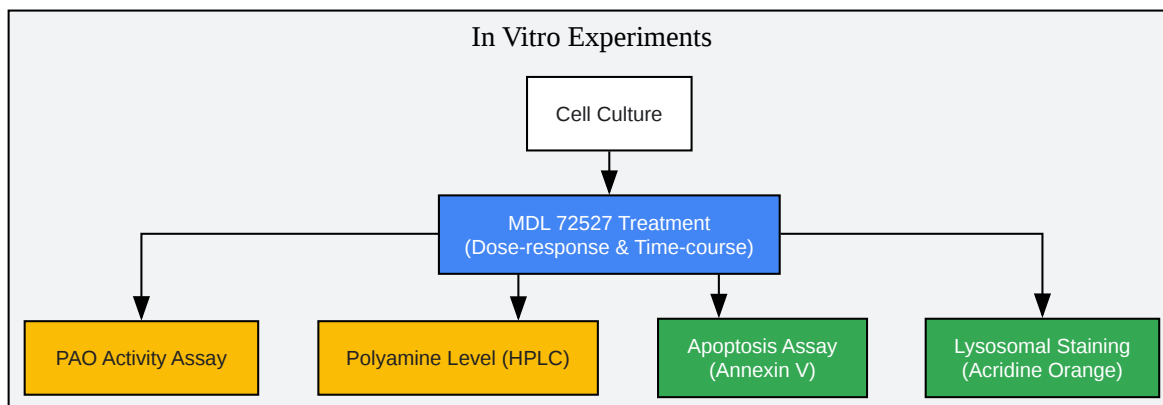 In Vitro Experiments
Cell Culture
MDL 72527 Treatment
(Dose-response & Time-course)
PAO Activity Assay
Polyamine Level (HPLC)
Apoptosis Assay
(Annexin V)
Lysosomal Staining
(Acridine Orange)